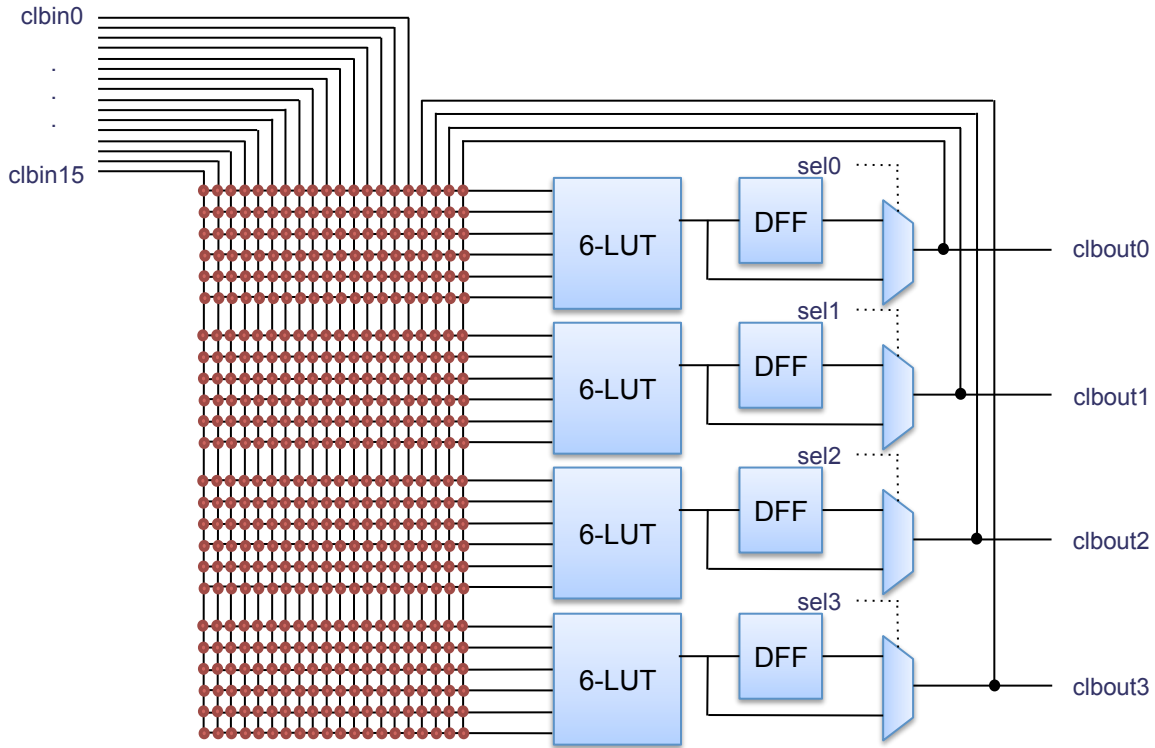 clbin0
.
.
.
clbin15
sel0
6-LUT
DFF
clbout0
sel1
6-LUT
DFF
clbout1
sel2
6-LUT
DFF
clbout2
sel3
6-LUT
DFF
clbout3